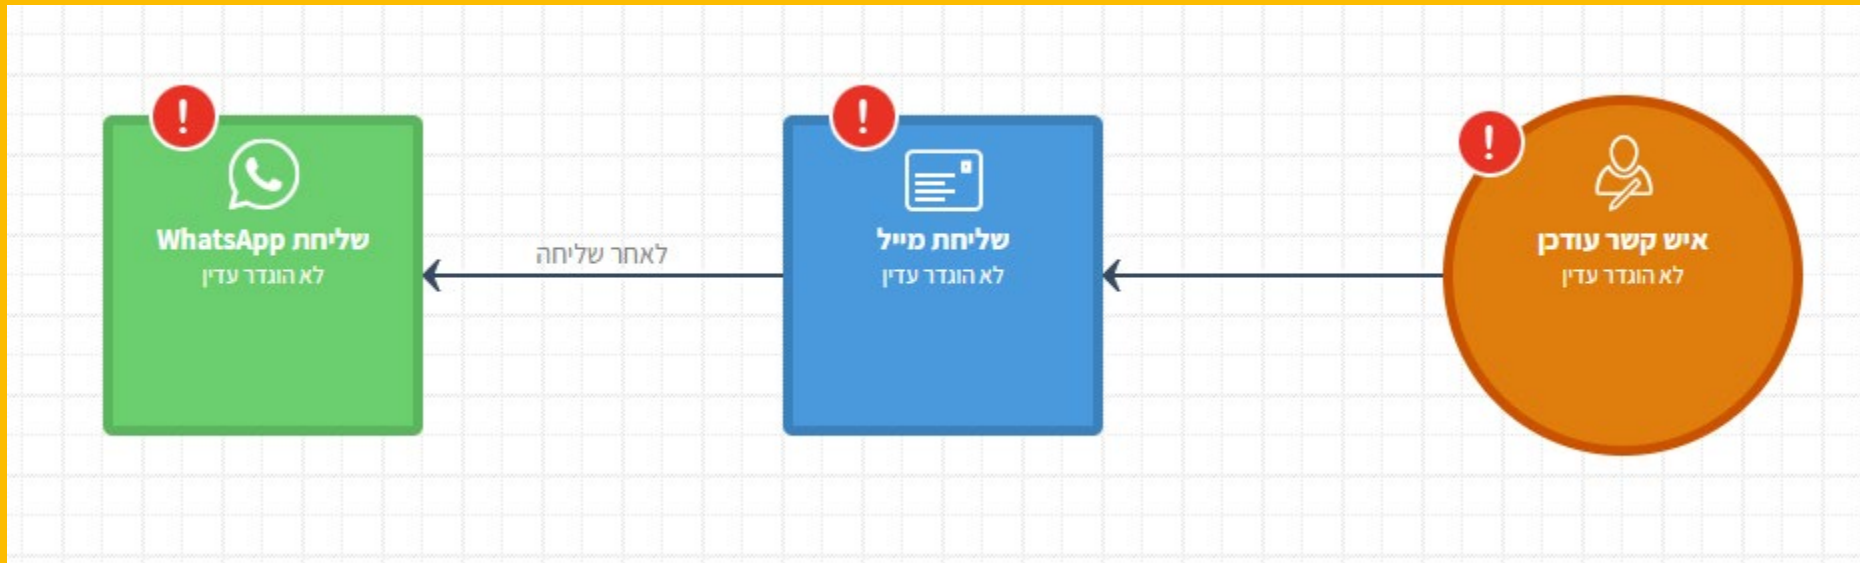 איש קשר עודכן
לא הוגדר עדין
שליחת מייל
לא הוגדר עדין
לאחר שליחה
שליחת WhatsApp
לא הוגדר עדין